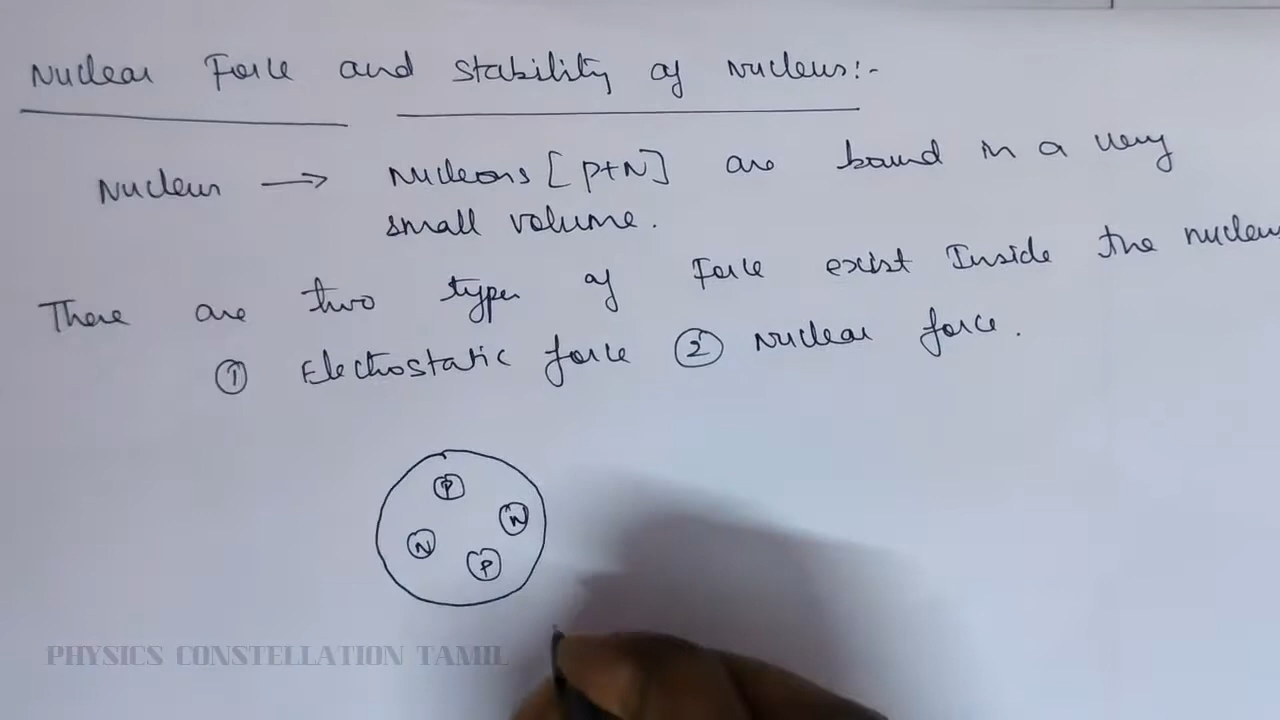 Nuclear Force and stability of nucleus:-
Nucleus → Nucleons [P+N] are bound in a very
small volume.
There are two types of Force exist Inside the nucleus
① Electrostatic force ② Nuclear force.
P
N
N
P
PHYSICS CONSTELLATION TAMIL